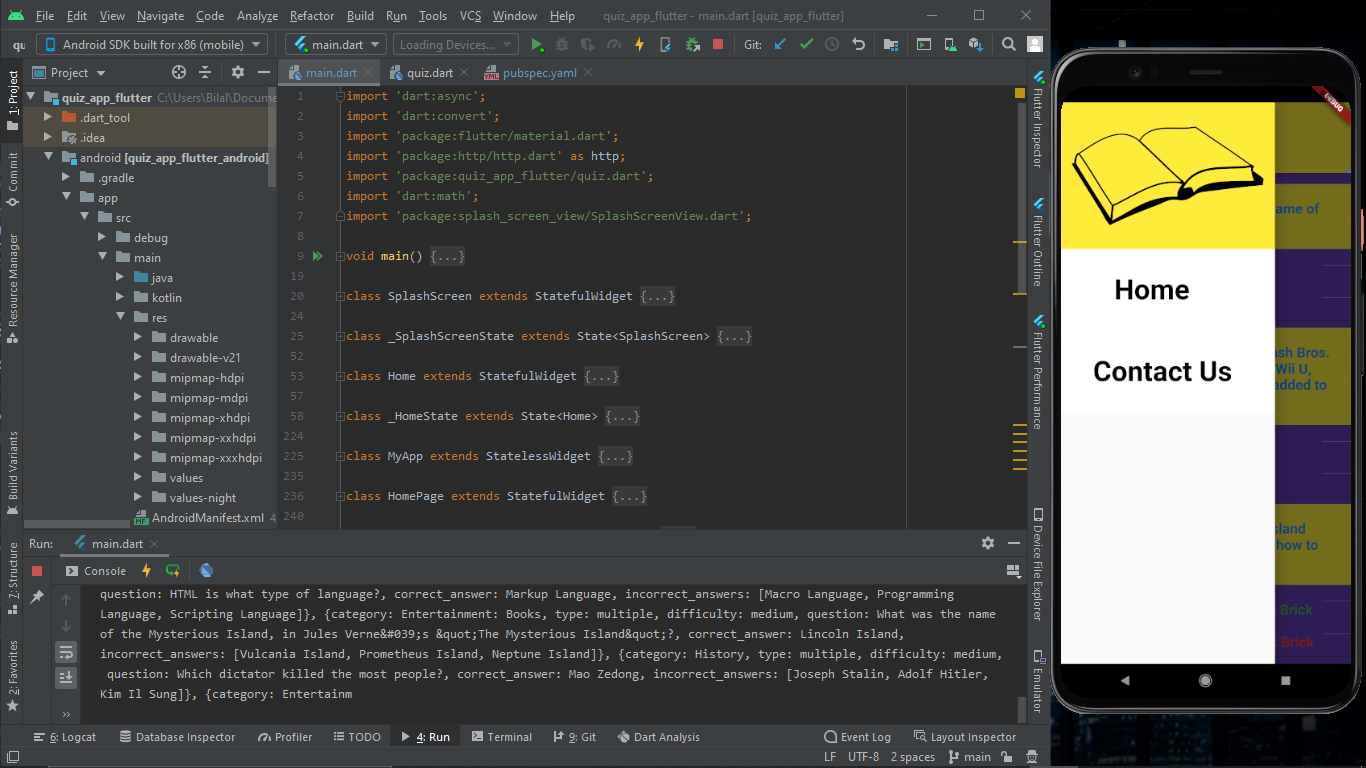 File Edit View Navigate Code Analyze Refactor Build Run Tools VCS Window Help quiz_app_flutter - main.dart [quiz_app_flutter]
qu Android SDK built for x86 (mobile) main.dart Loading Devices... Git:
Project main.dart quiz.dart pubspec.yaml
1: Project
Commit
Resource Manager
Build Variants
7: Structure
2: Favorites
quiz_app_flutter C:\Users\Bilal\Docume
.dart_tool
.idea
android [quiz_app_flutter_android]
.gradle
app
src
debug
main
java
kotlin
res
drawable
drawable-v21
mipmap-hdpi
mipmap-mdpi
mipmap-xhdpi
mipmap-xxhdpi
mipmap-xxxhdpi
values
values-night
AndroidManifest.xml 4
1 import 'dart:async';
2 import 'dart:convert';
3 import 'package:flutter/material.dart';
4 import 'package:http/http.dart' as http;
5 import 'package:quiz_app_flutter/quiz.dart';
6 import 'dart:math';
7 import 'package:splash_screen_view/SplashScreenView.dart';
8
9 void main() {...}
19
20 class SplashScreen extends StatefulWidget {...}
24
25 class _SplashScreenState extends State<SplashScreen> {...}
52
53 class Home extends StatefulWidget {...}
57
58 class _HomeState extends State<Home> {...}
224
225 class MyApp extends StatelessWidget {...}
235
236 class HomePage extends StatefulWidget {...}
240
Flutter Inspector
Flutter Outline
Flutter Performance
Device File Explorer
Emulator
Run: main.dart
Console
question: HTML is what type of language?, correct_answer: Markup Language, incorrect_answers: [Macro Language, Programming
Language, Scripting Language]}, {category: Entertainment: Books, type: multiple, difficulty: medium, question: What was the name
of the Mysterious Island, in Jules Verne&#039;s &quot;The Mysterious Island&quot;?, correct_answer: Lincoln Island,
incorrect_answers: [Vulcania Island, Prometheus Island, Neptune Island]}, {category: History, type: multiple, difficulty: medium,
question: Which dictator killed the most people?, correct_answer: Mao Zedong, incorrect_answers: [Joseph Stalin, Adolf Hitler,
Kim Il Sung]}, {category: Entertainm
6: Logcat Database Inspector Profiler TODO 4: Run Terminal 9: Git Dart Analysis Event Log Layout Inspector
LF UTF-8 2 spaces main
DEBUG
Home
Contact Us
ame of
ash Bros.
Wii U,
added to
sland
how to
Brick
Brick